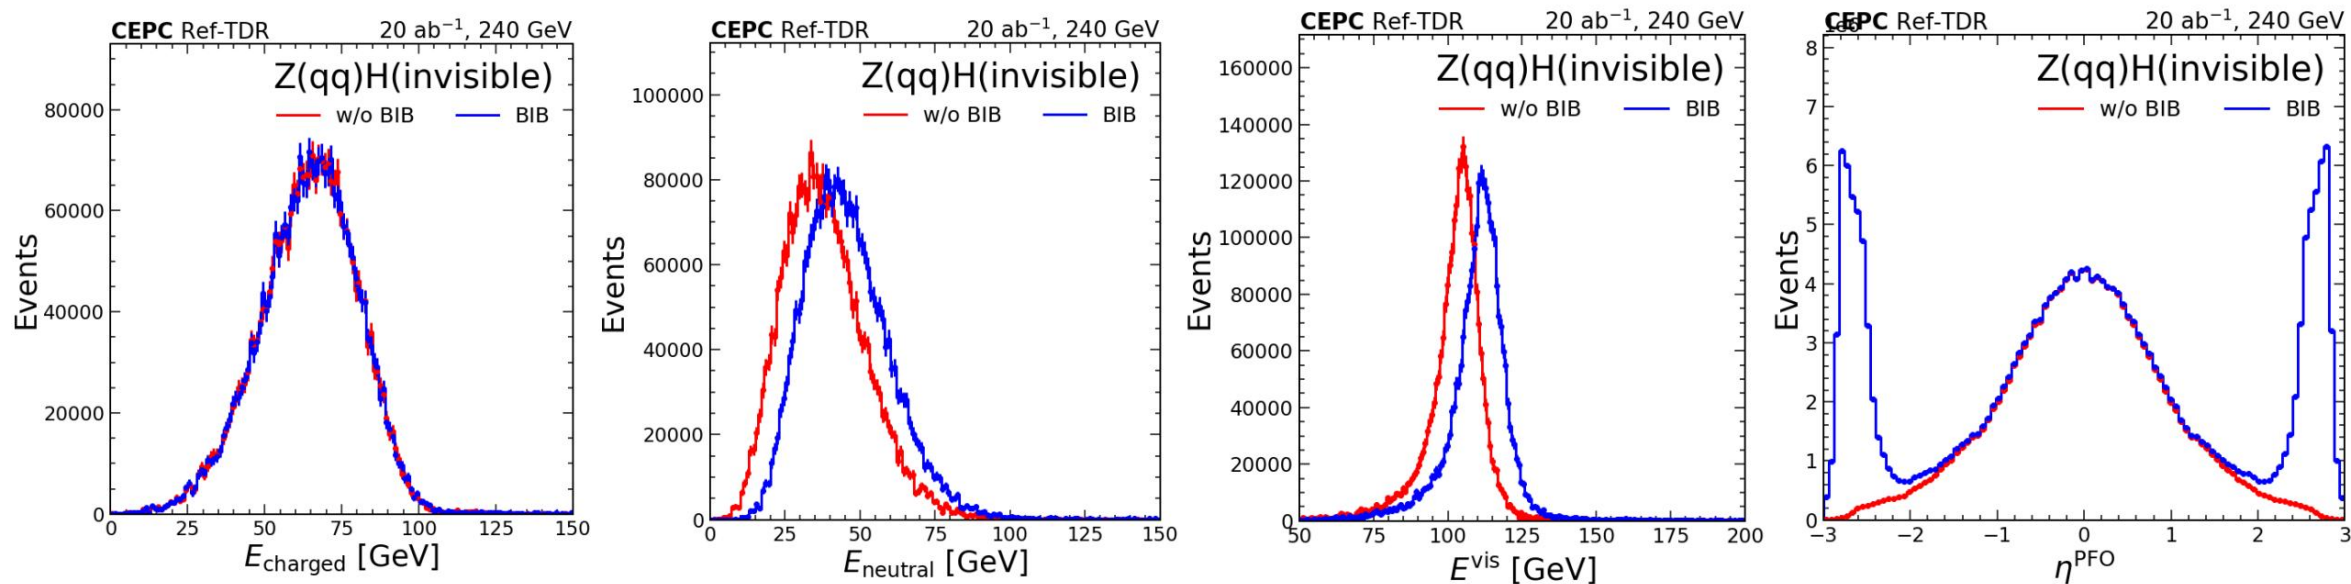 CEPC Ref-TDR 20 ab⁻¹, 240 GeV
Z(qq)H(invisible)
w/o BIB BIB
80000
60000
40000
20000
0
Events
0 25 50 75 100 125 150
E_charged [GeV]
CEPC Ref-TDR 20 ab⁻¹, 240 GeV
Z(qq)H(invisible)
w/o BIB BIB
100000
80000
60000
40000
20000
0
Events
0 25 50 75 100 125 150
E_neutral [GeV]
CEPC Ref-TDR 20 ab⁻¹, 240 GeV
Z(qq)H(invisible)
w/o BIB BIB
160000
140000
120000
100000
80000
60000
40000
20000
0
Events
50 75 100 125 150 175 200
E^vis [GeV]
1e6
CEPC Ref-TDR 20 ab⁻¹, 240 GeV
Z(qq)H(invisible)
w/o BIB BIB
8
7
6
5
4
3
2
1
0
Events
−3 −2 −1 0 1 2 3
η^PFO